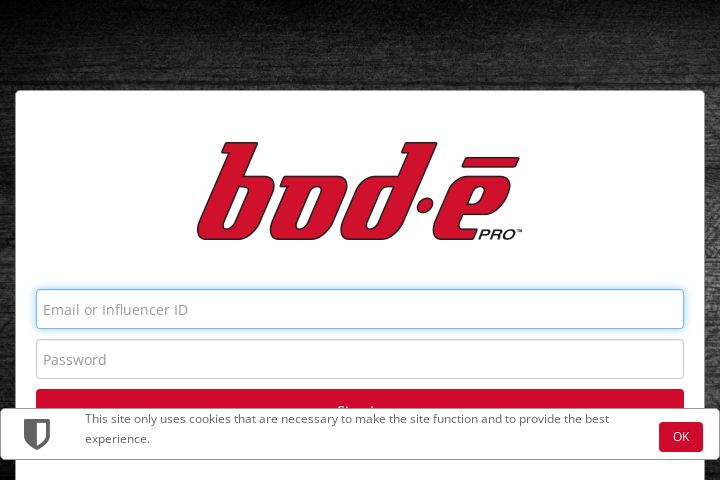 bod·ē
PRO™
Email or Influencer ID
Password
This site only uses cookies that are necessary to make the site function and to provide the best
experience.
OK